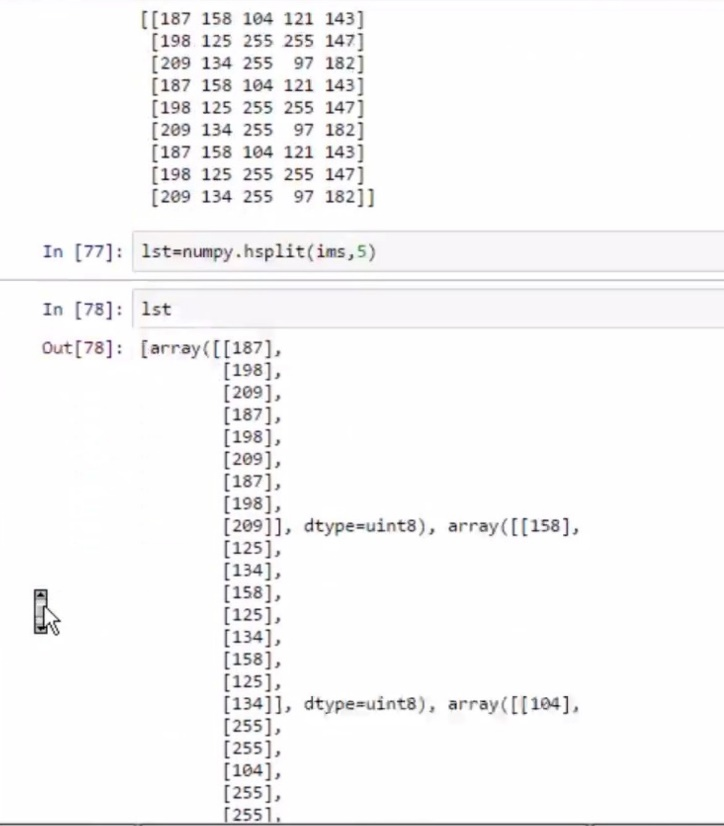 [[187 158 104 121 143]
[198 125 255 255 147]
[209 134 255  97 182]
[187 158 104 121 143]
[198 125 255 255 147]
[209 134 255  97 182]
[187 158 104 121 143]
[198 125 255 255 147]
[209 134 255  97 182]]
In [77]: lst=numpy.hsplit(ims,5)
In [78]: lst
Out[78]: [array([[187],
[198],
[209],
[187],
[198],
[209],
[187],
[198],
[209]], dtype=uint8), array([[158],
[125],
[134],
[158],
[125],
[134],
[158],
[125],
[134]], dtype=uint8), array([[104],
[255],
[255],
[104],
[255],
[255],